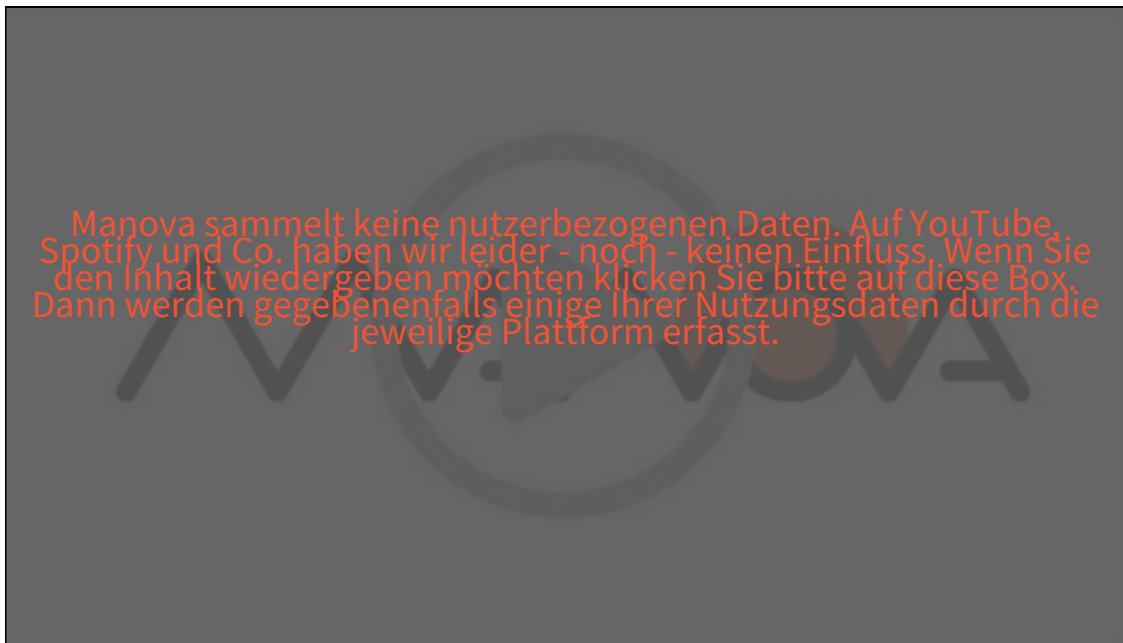 Manova sammelt keine nutzerbezogenen Daten. Auf YouTube,
Spotify und Co. haben wir leider - noch - keinen Einfluss. Wenn Sie
den Inhalt wiedergeben möchten klicken Sie bitte auf diese Box.
Dann werden gegebenenfalls einige Ihrer Nutzungsdaten durch die
jeweilige Plattform erfasst.
MANOVA